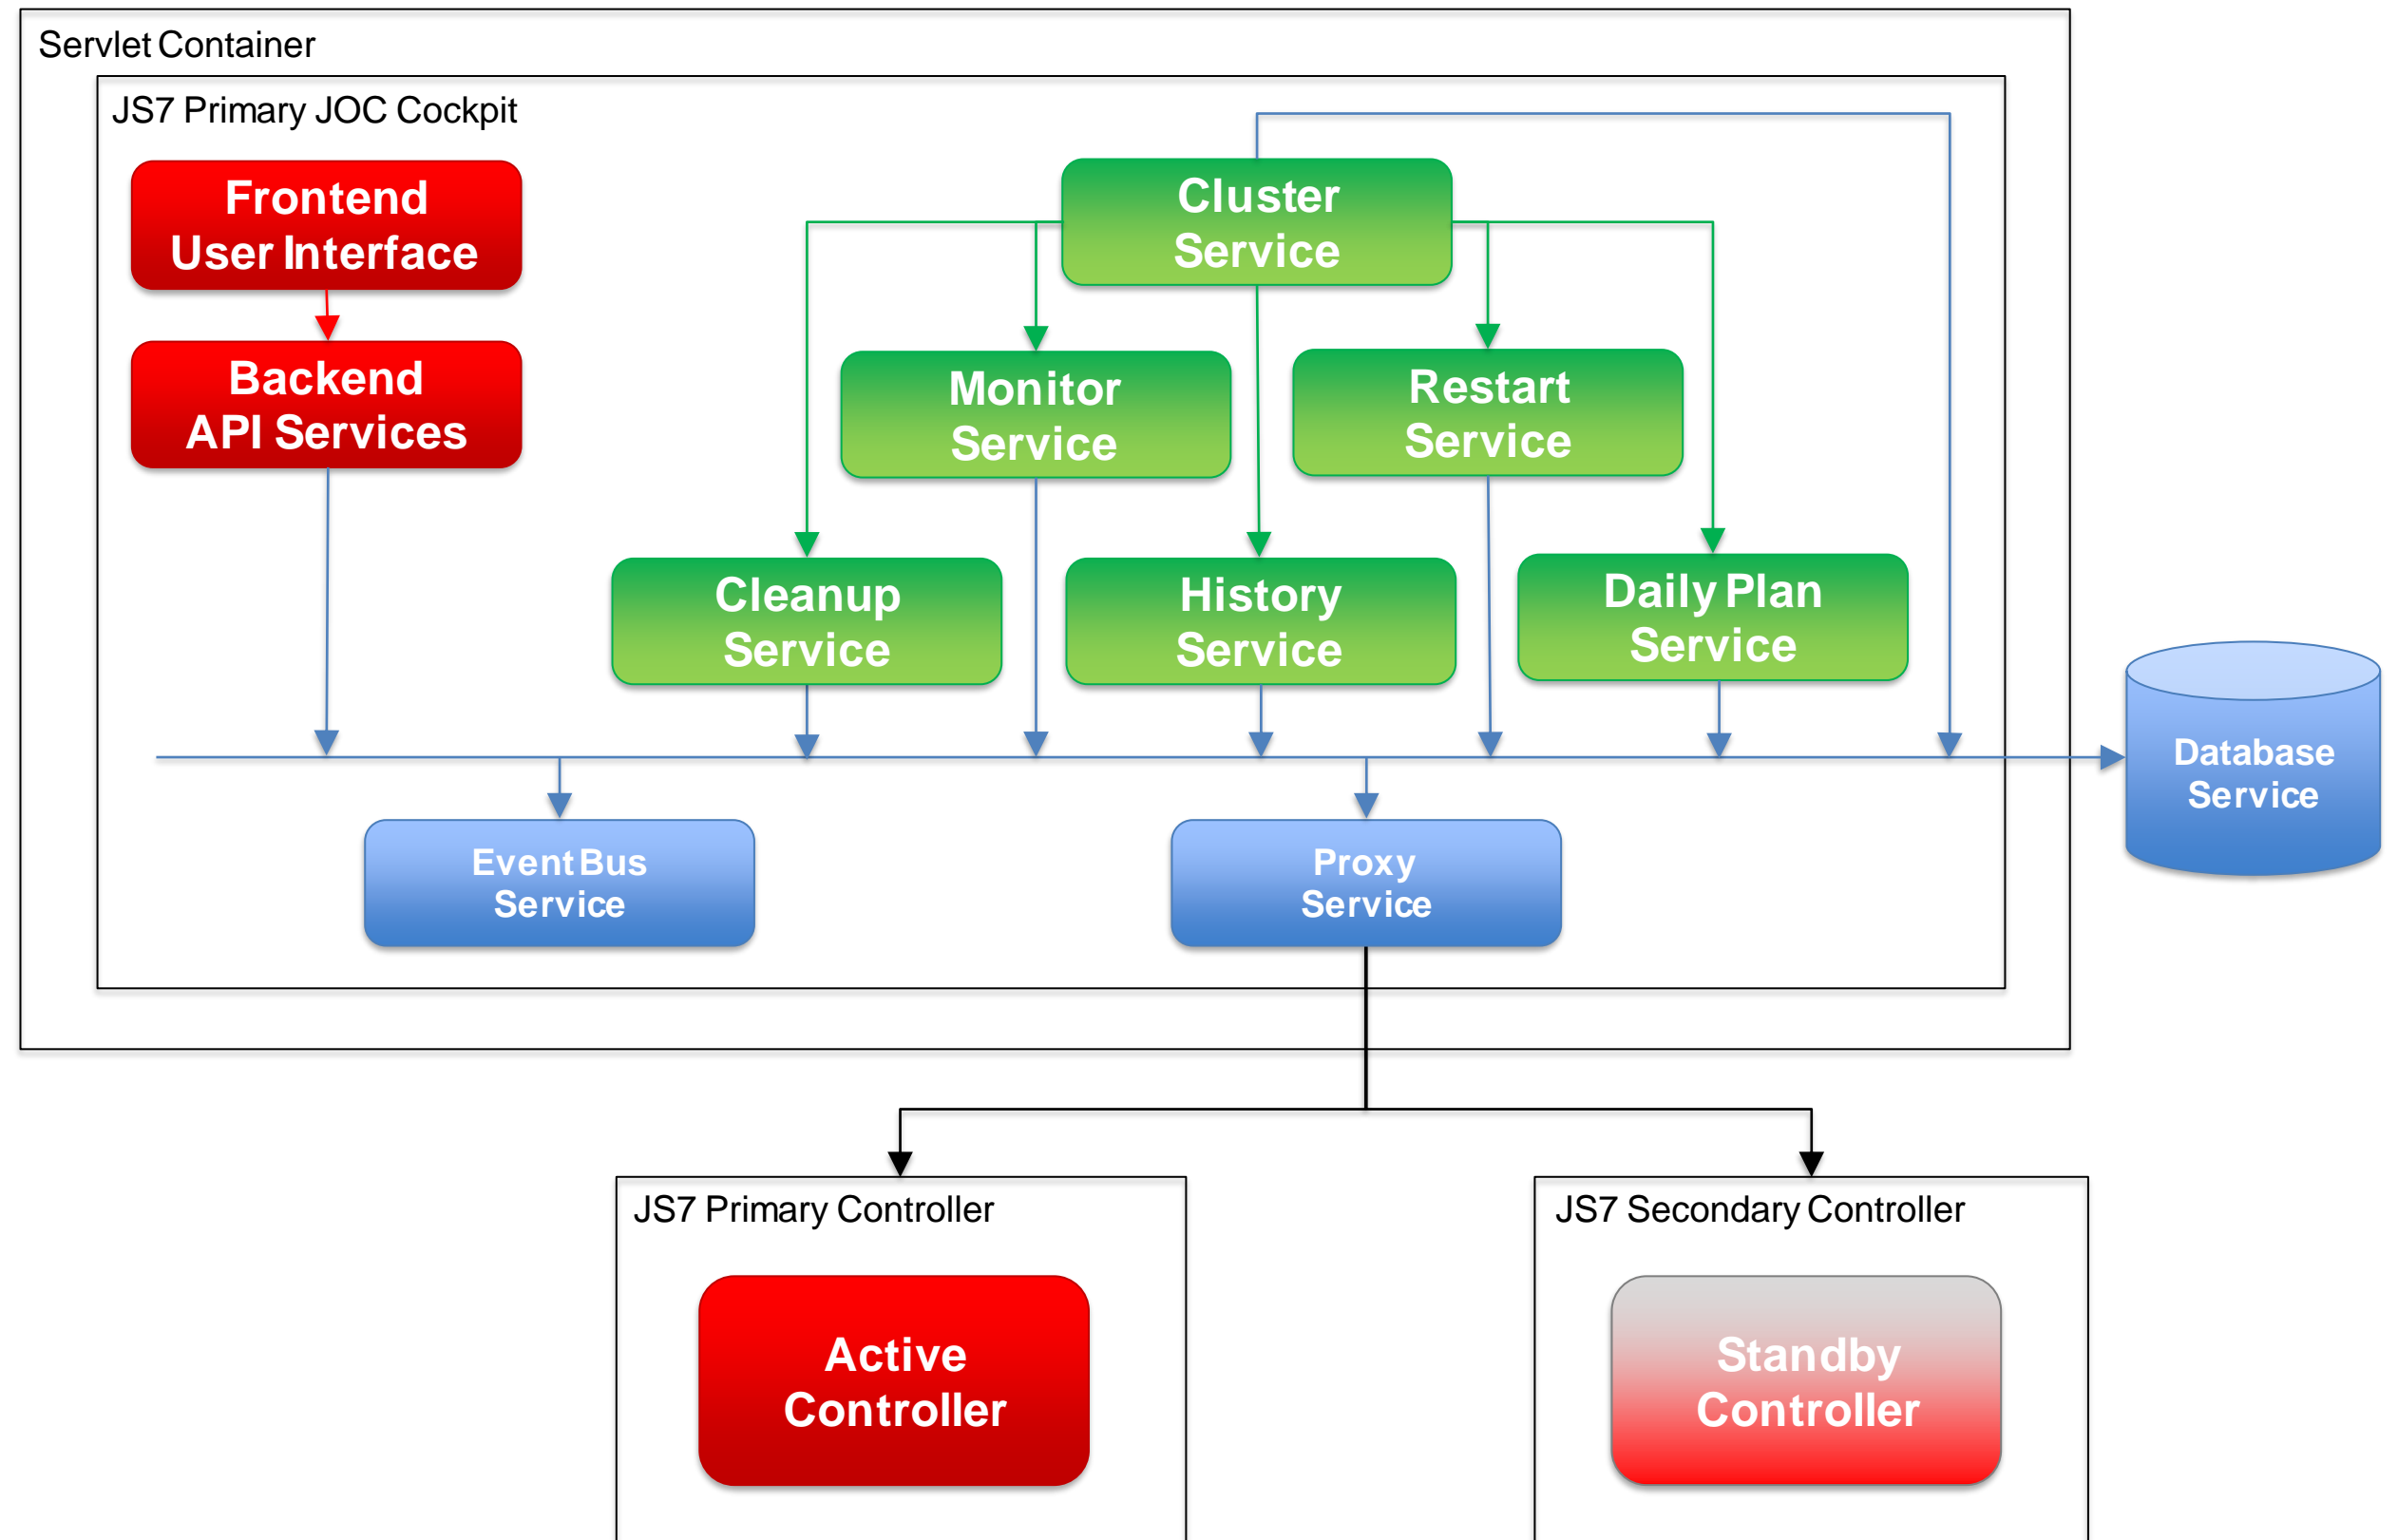 Servlet Container
JS7 Primary JOC Cockpit
Frontend
User Interface
Backend
API Services
Cluster
Service
Monitor
Service
Restart
Service
Cleanup
Service
History
Service
Daily Plan
Service
Database
Service
Event Bus
Service
Proxy
Service
JS7 Primary Controller
Active
Controller
JS7 Secondary Controller
Standby
Controller